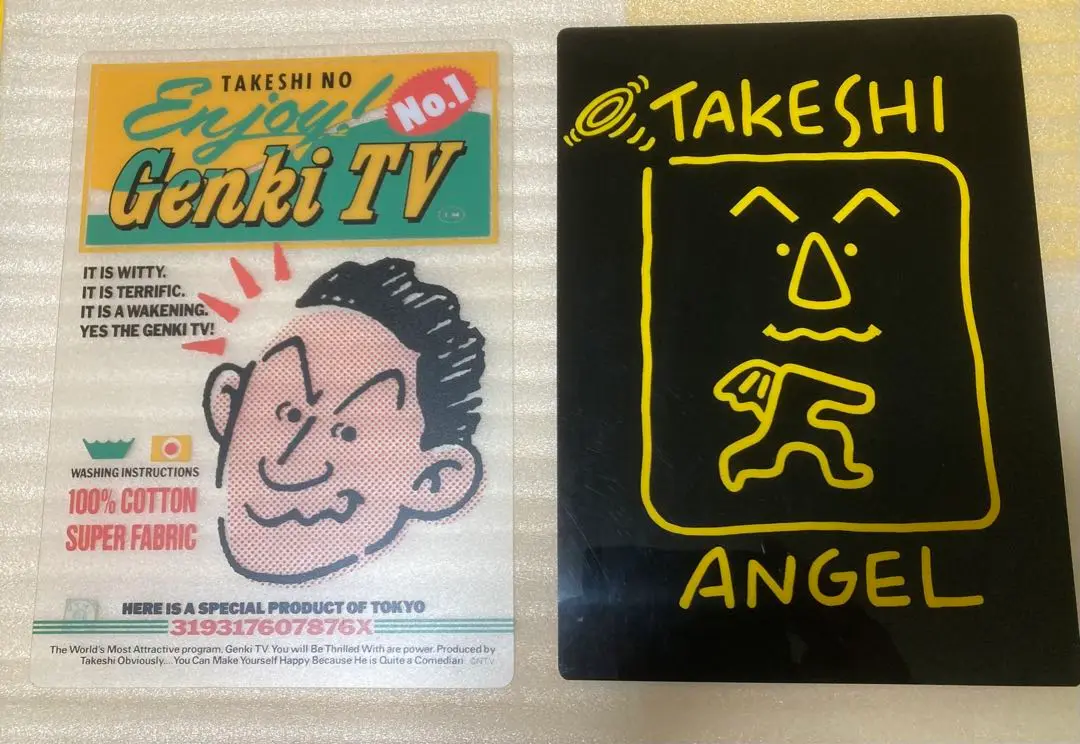 TAKESHI NO
Enjoy!
No.1
Genki TV
IT IS WITTY.
IT IS TERRIFIC.
IT IS A WAKENING.
YES THE GENKI TV!
WASHING INSTRUCTIONS
100% COTTON
SUPER FABRIC
HERE IS A SPECIAL PRODUCT OF TOKYO
319317607876X
The World's Most Attractive program, Genki TV. You will Be Thrilled With are power. Produced by
Takeshi Obviously.... You Can Make Yourself Happy Because He is Quite a Comedian ©NTV
TAKESHI
ANGEL